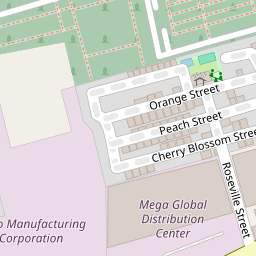 Orange Street
Peach Street
Cherry Blossom Stree
Roseville Street
Mega Global
Distribution
Center
Manufacturing
Corporation